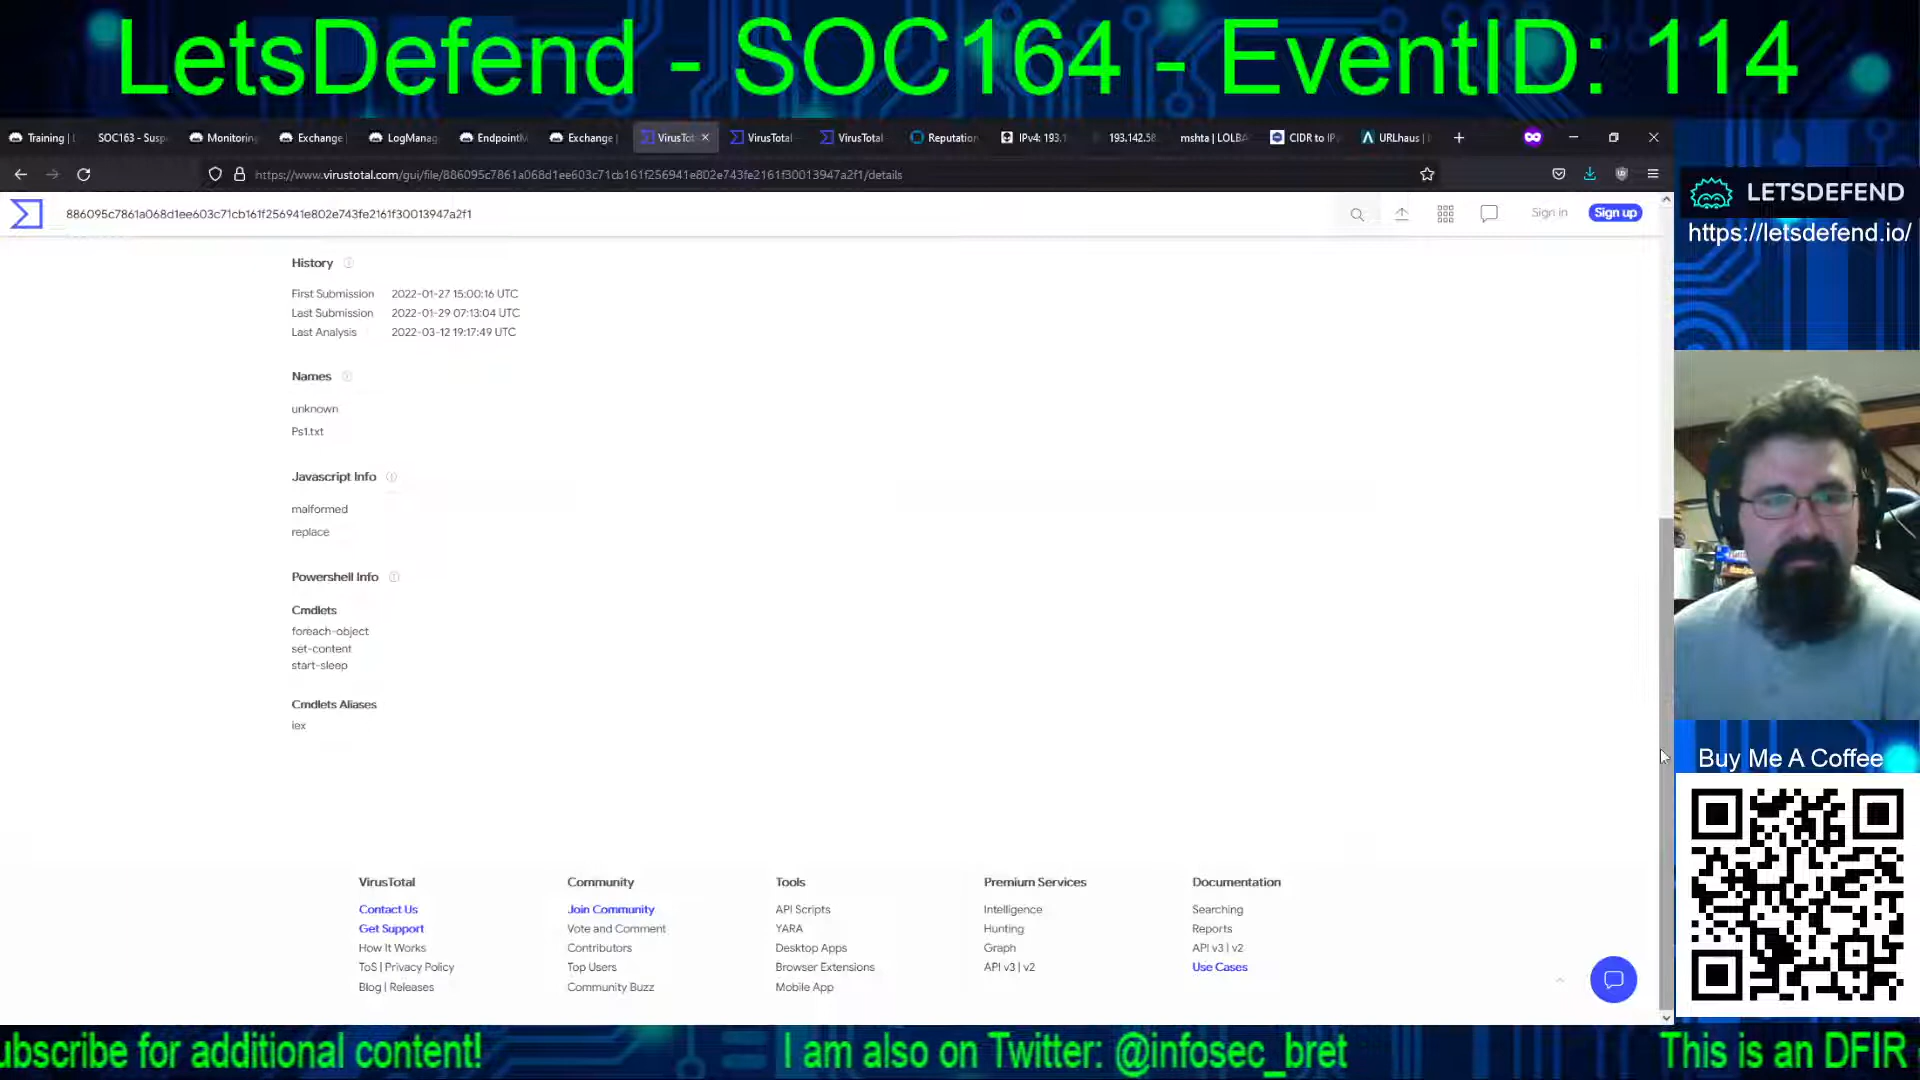 LetsDefend - SOC164 - EventID: 114
Training |
SOC163 - Susp
Monitoring
Exchange
LogManag
EndpointM
Exchange |
VirusTot
VirusTotal
VirusTotal
Reputation
IPv4: 193.1
193.142.58
mshta | LOLBA
CIDR to IP
URLhaus |
https://www.virustotal.com/gui/file/886095c7861a068d1ee603c71cb161f256941e802e743fe2161f30013947a2f1/details
886095c7861a068d1ee603c71cb161f256941e802e743fe2161f30013947a2f1
Sign in
Sign up
LETSDEFEND
https://letsdefend.io/
History
First Submission 2022-01-27 15:00:16 UTC
Last Submission 2022-01-29 07:13:04 UTC
Last Analysis 2022-03-12 19:17:49 UTC
Names
unknown
Ps1.txt
Javascript Info
malformed
replace
Powershell Info
Cmdlets
foreach-object
set-content
start-sleep
Cmdlets Aliases
iex
Buy Me A Coffee
VirusTotal
Contact Us
Get Support
How It Works
ToS | Privacy Policy
Blog | Releases
Community
Join Community
Vote and Comment
Contributors
Top Users
Community Buzz
Tools
API Scripts
YARA
Desktop Apps
Browser Extensions
Mobile App
Premium Services
Intelligence
Hunting
Graph
API v3 | v2
Documentation
Searching
Reports
API v3 | v2
Use Cases
ubscribe for additional content!
I am also on Twitter: @infosec_bret
This is an DFIR